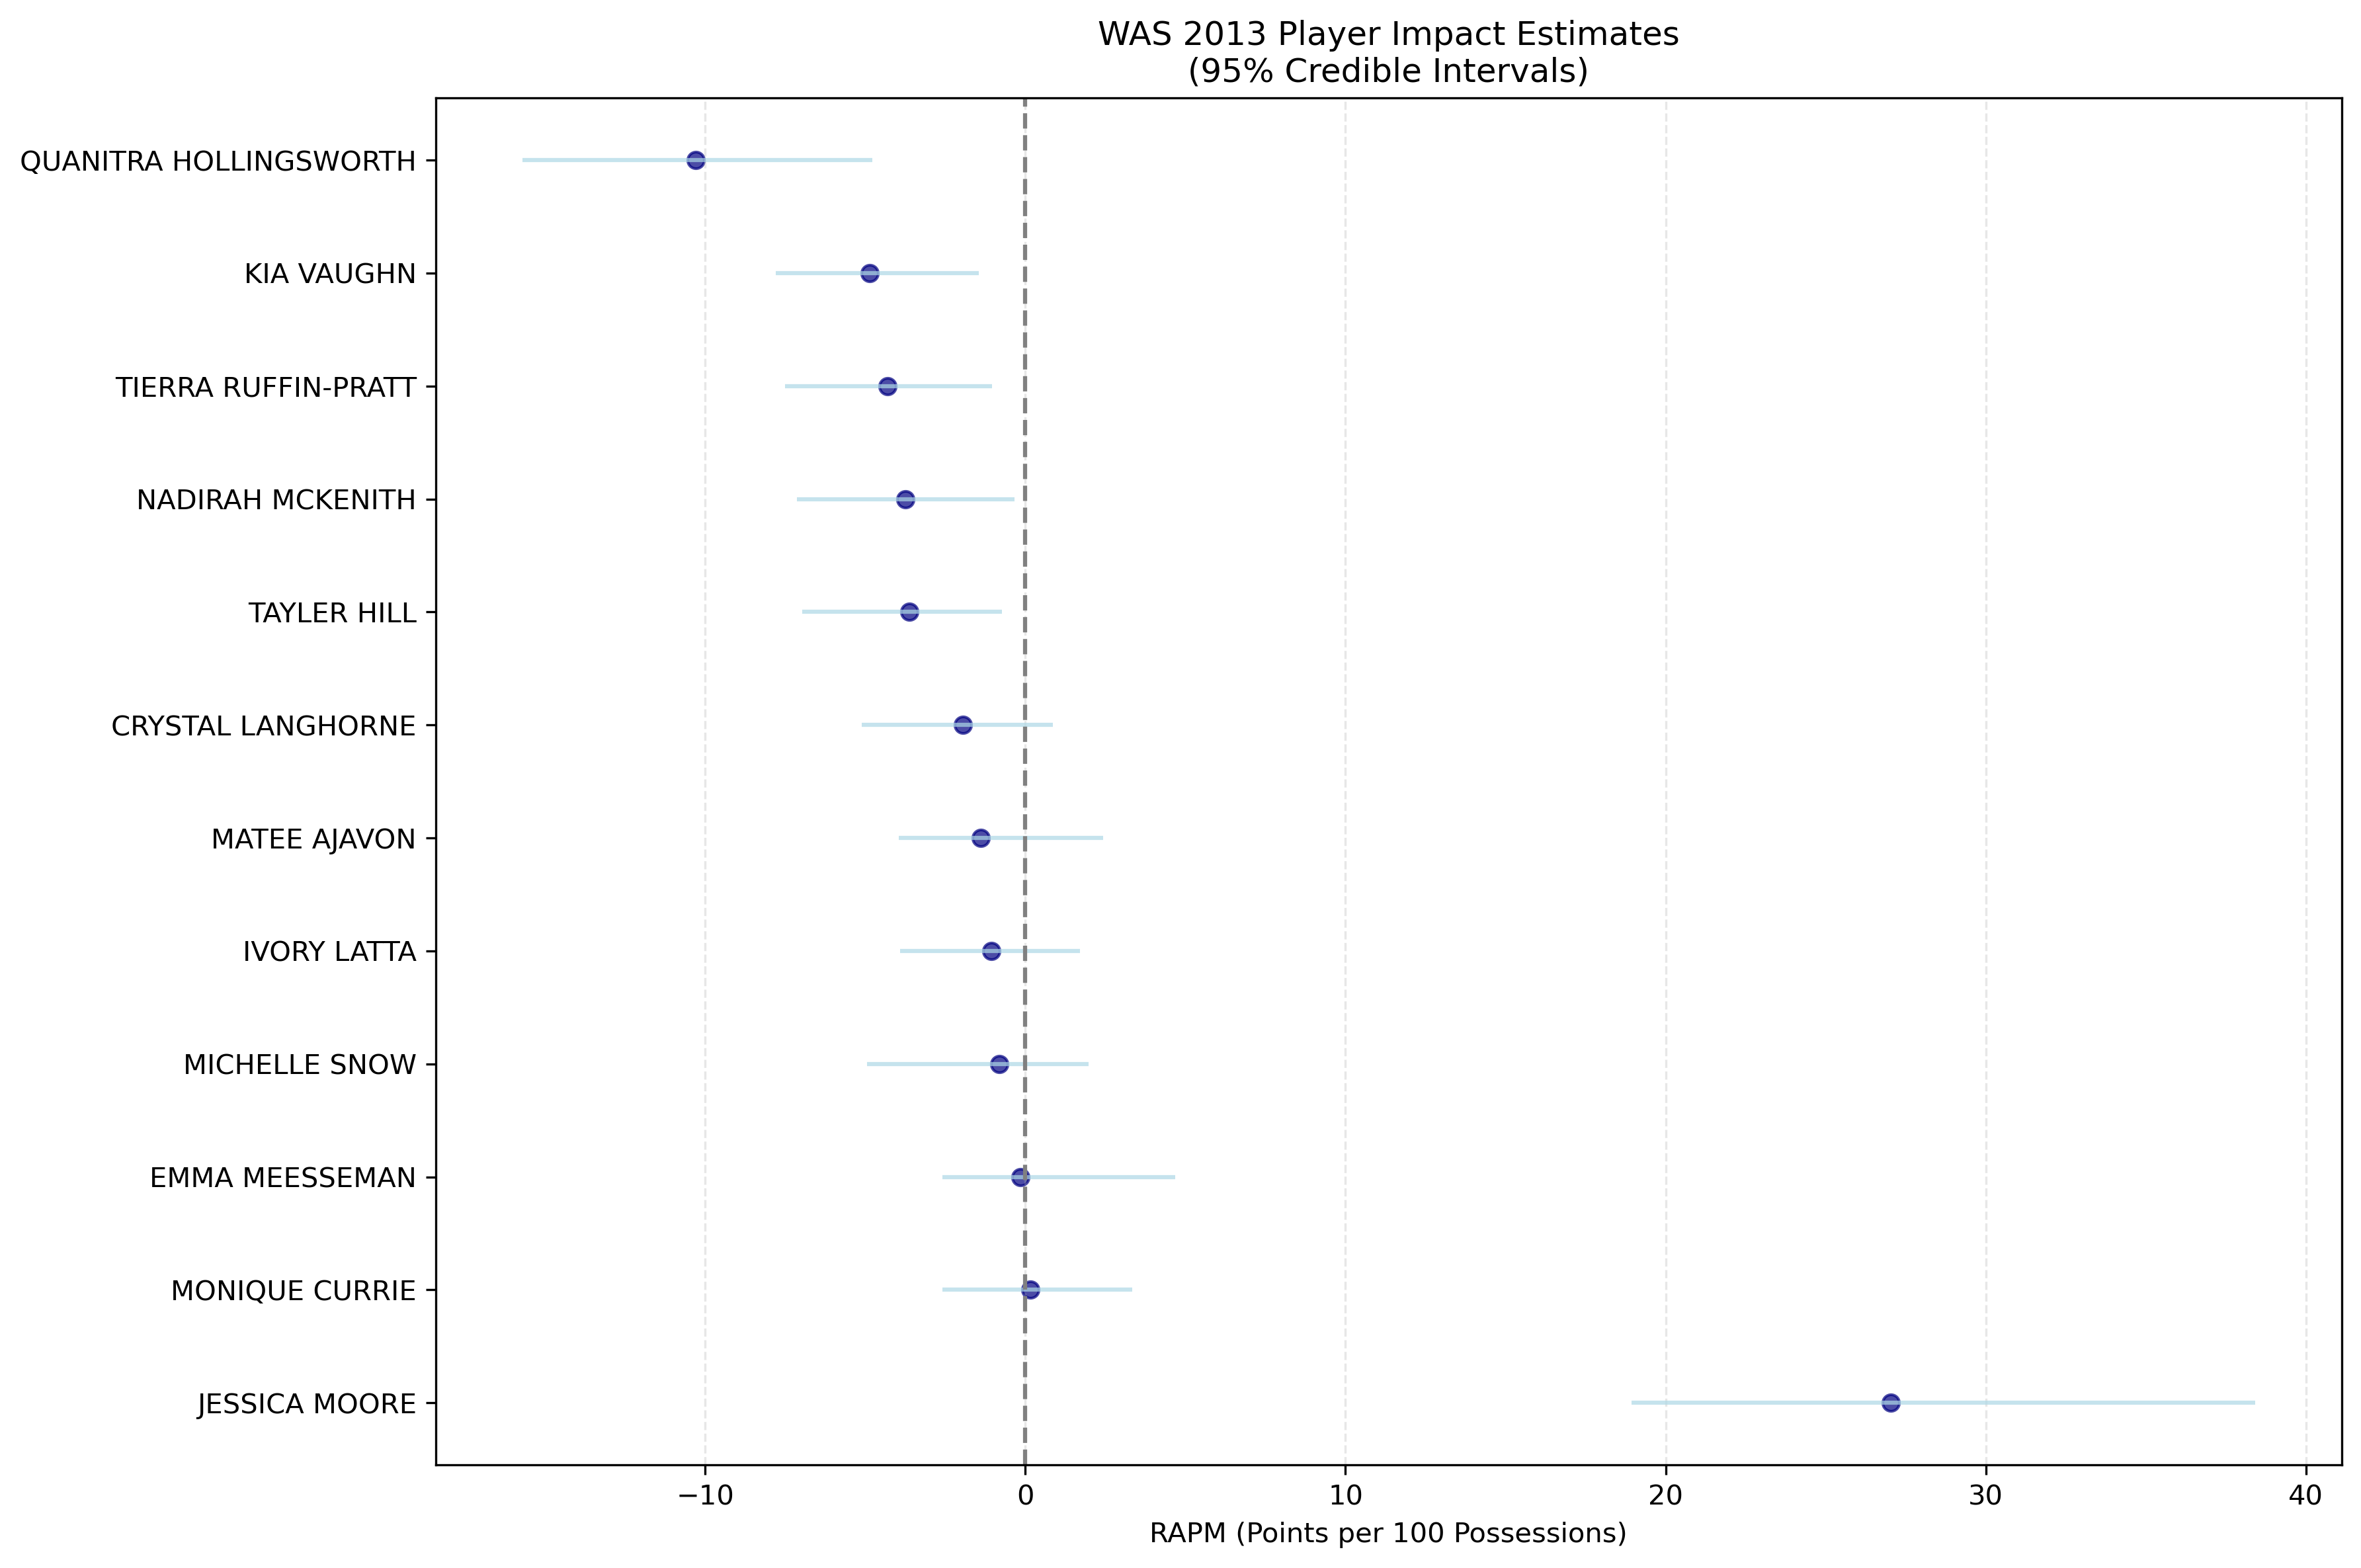 WAS 2013 Player Impact Estimates
(95% Credible Intervals)
QUANITRA HOLLINGSWORTH
KIA VAUGHN
TIERRA RUFFIN-PRATT
NADIRAH MCKENITH
TAYLER HILL
CRYSTAL LANGHORNE
MATEE AJAVON
IVORY LATTA
MICHELLE SNOW
EMMA MEESSEMAN
MONIQUE CURRIE
JESSICA MOORE
−10 0 10 20 30 40
RAPM (Points per 100 Possessions)